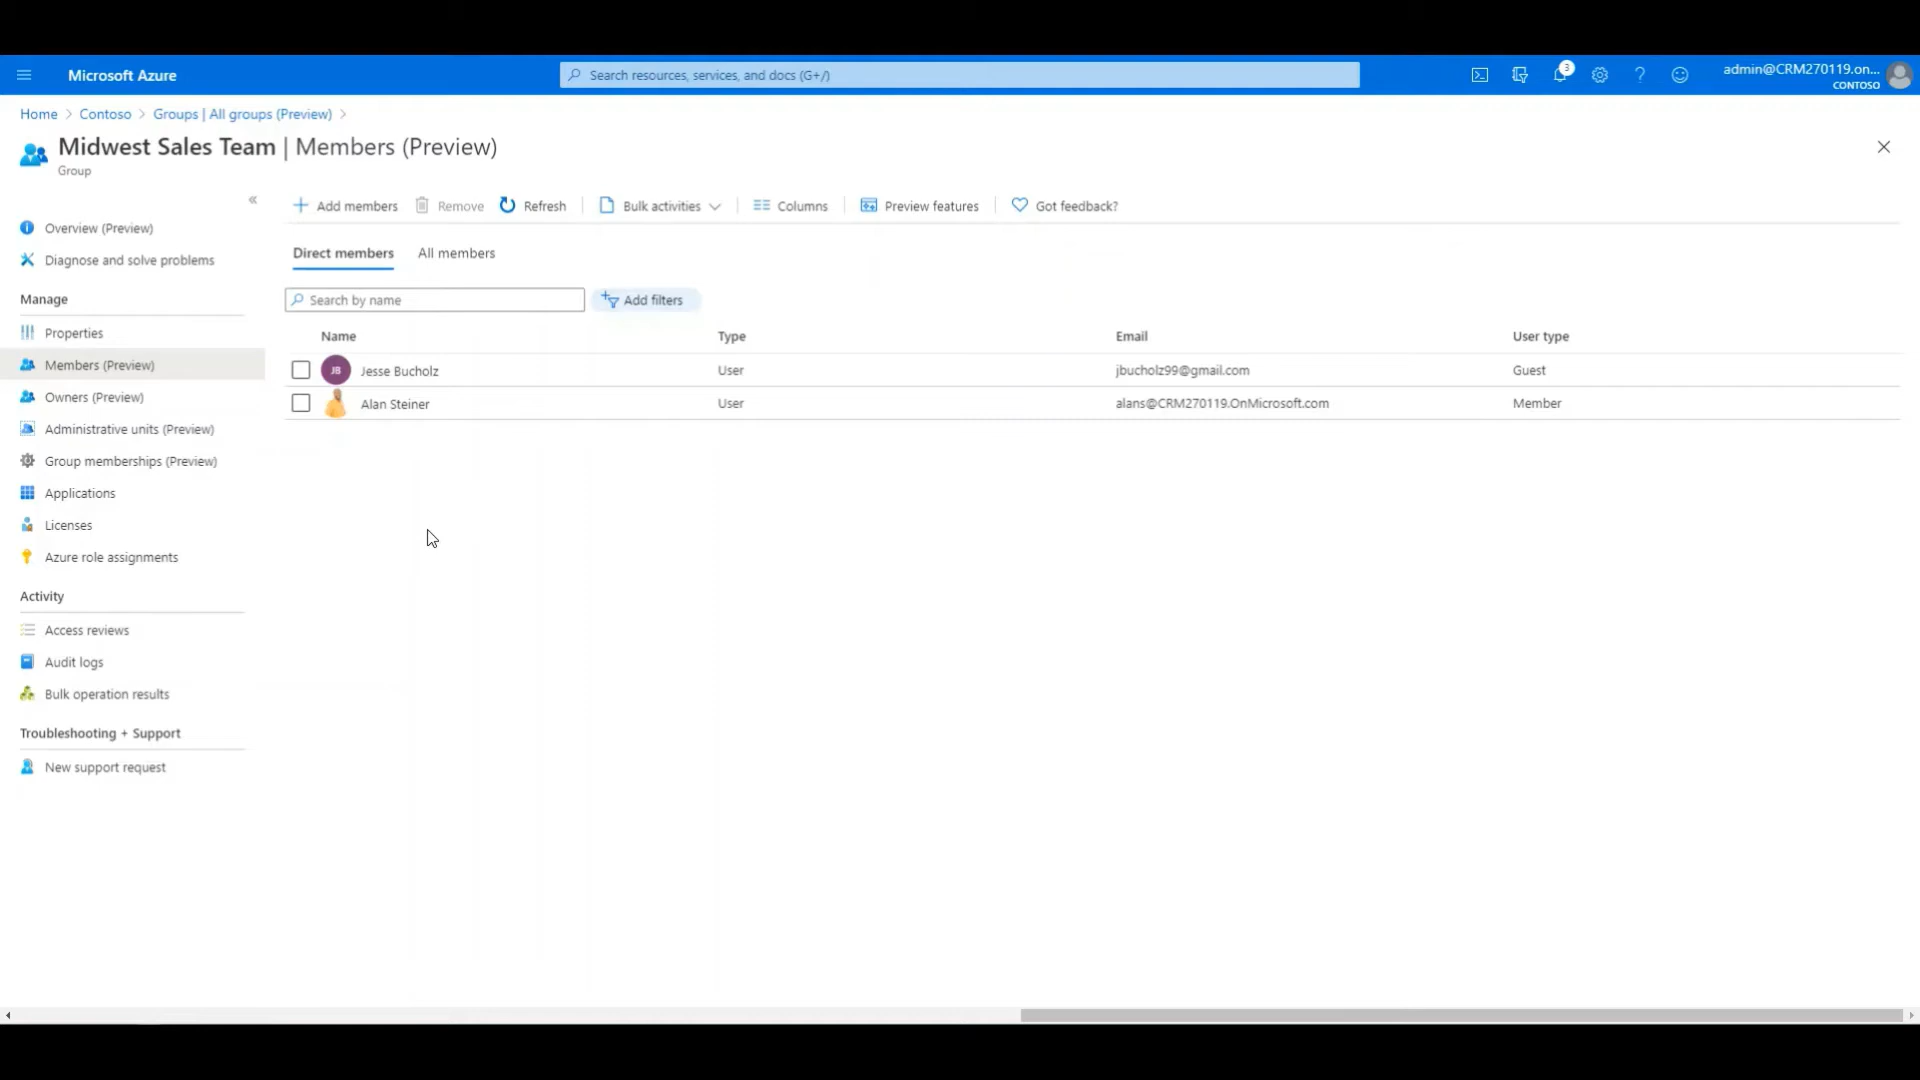 Microsoft Azure
Search resources, services, and docs (G+/)
3
admin@CRM270119.on...
CONTOSO
Home > Contoso > Groups | All groups (Preview) >
Midwest Sales Team | Members (Preview)
Group
«
Add members
Remove
Refresh
Bulk activities
Columns
Preview features
Got feedback?
Overview (Preview)
Diagnose and solve problems
Manage
Properties
Members (Preview)
Owners (Preview)
Administrative units (Preview)
Group memberships (Preview)
Applications
Licenses
Azure role assignments
Activity
Access reviews
Audit logs
Bulk operation results
Troubleshooting + Support
New support request
Direct members
All members
Search by name
Add filters
Name Type Email User type
JB Jesse Bucholz User jbucholz99@gmail.com Guest
Alan Steiner User alans@CRM270119.OnMicrosoft.com Member